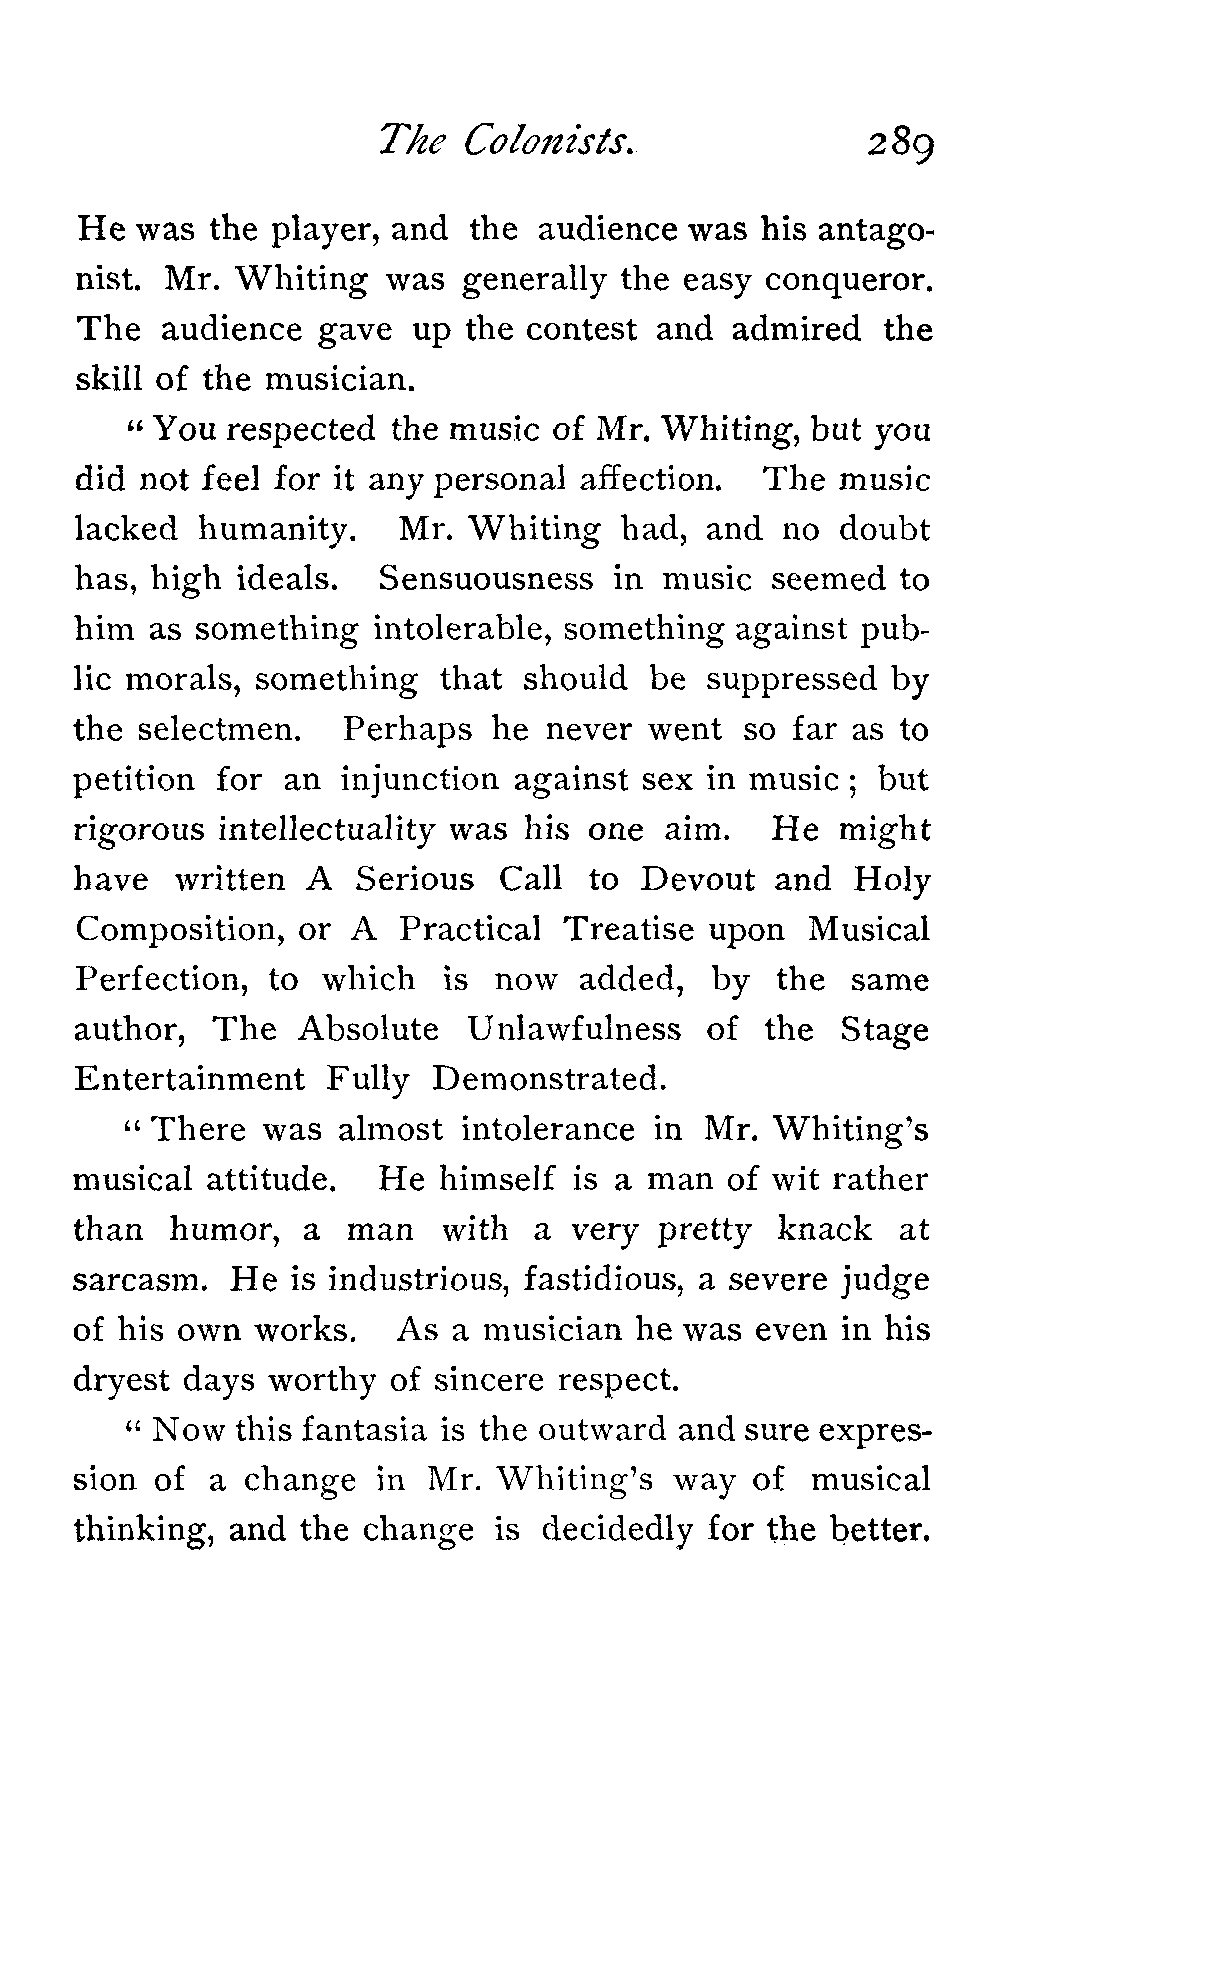 The Colonists. 289
He was the player, and the audience was his antago-
nist. Mr. Whiting was generally the easy conqueror.
The audience gave up the contest and admired the
skill of the musician.
“ You respected the music of Mr. Whiting, but you
did not feel for it any personal affection. The music
lacked humanity. Mr. Whiting had, and no doubt
has, high ideals. Sensuousness in music seemed to
him as something intolerable, something against pub-
lic morals, something that should be suppressed by
the selectmen. Perhaps he never went so far as to
petition for an injunction against sex in music ; but
rigorous intellectuality was his one aim. He might
have written A Serious Call to Devout and Holy
Composition, or A Practical Treatise upon Musical
Perfection, to which is now added, by the same
author, The Absolute Unlawfulness of the Stage
Entertainment Fully Demonstrated.
“ There was almost intolerance in Mr. Whiting’s
musical attitude. He himself is a man of wit rather
than humor, a man with a very pretty knack at
sarcasm. He is industrious, fastidious, a severe judge
of his own works. As a musician he was even in his
dryest days worthy of sincere respect.
“ Now this fantasia is the outward and sure expres-
sion of a change in Mr. Whiting’s way of musical
thinking, and the change is decidedly for the better.